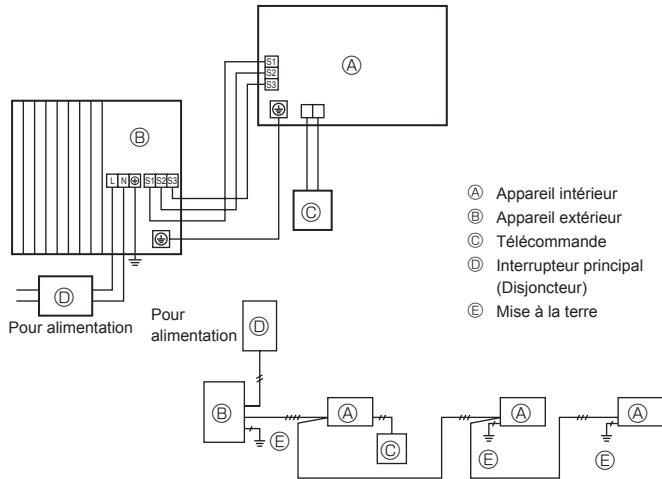 S1
S2
S3
Ⓐ
Ⓑ
L N S1 S2 S3
Ⓒ
Ⓓ
Pour alimentation
Ⓐ Appareil intérieur
Ⓑ Appareil extérieur
Ⓒ Télécommande
Ⓓ Interrupteur principal
(Disjoncteur)
Ⓔ Mise à la terre
Pour
alimentation
Ⓓ
Ⓑ
Ⓔ
Ⓐ
Ⓒ
Ⓐ
Ⓔ
Ⓐ
Ⓔ